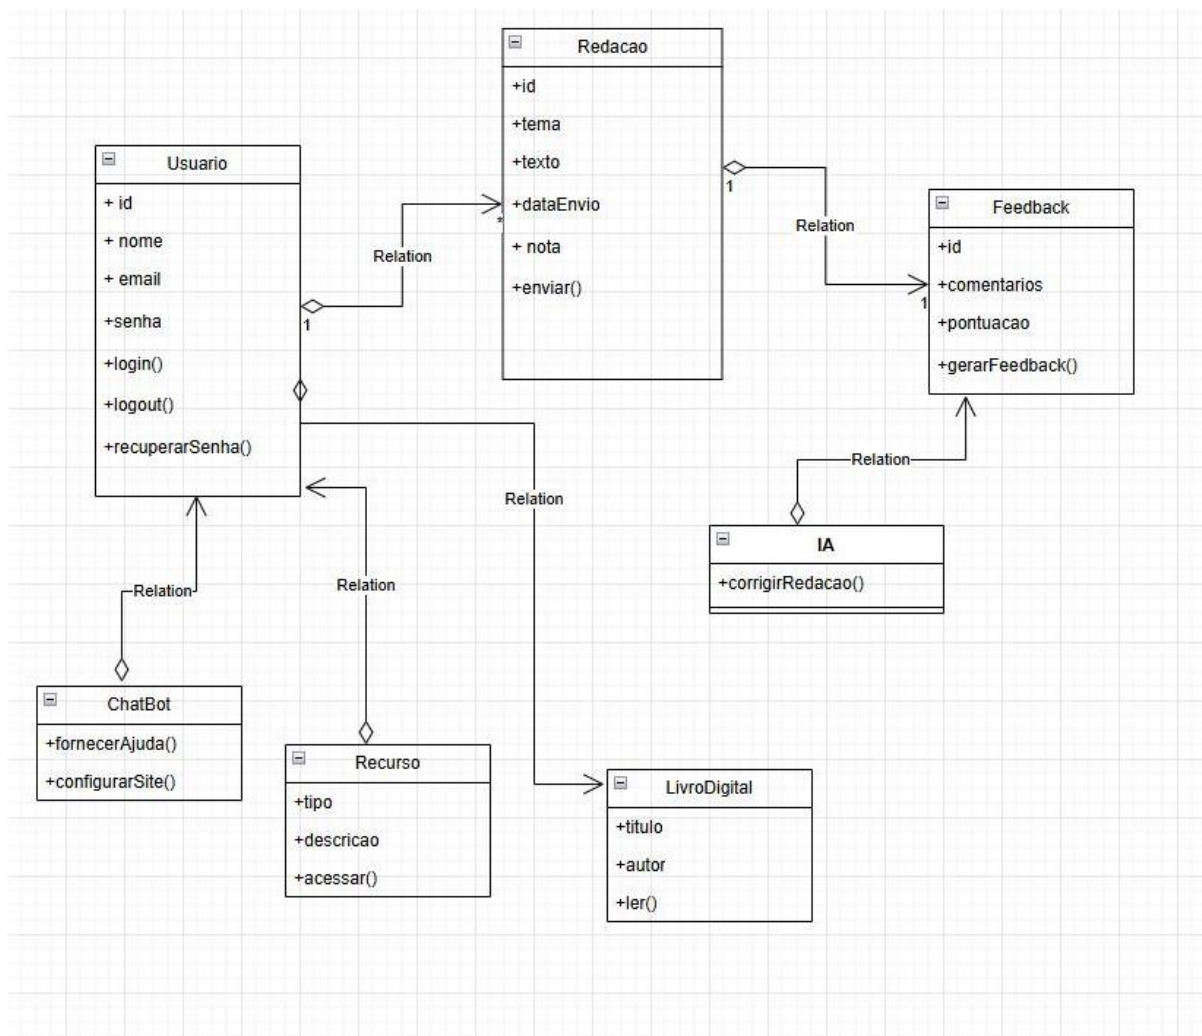 Redacao
+id
+tema
+texto
+dataEnvio
+ nota
+enviar()
Usuario
+ id
+ nome
+ email
+senha
+login()
+logout()
+recuperarSenha()
Relation
1
*
Relation
1
1
Feedback
+id
+comentarios
+pontuacao
+gerarFeedback()
Relation
IA
+corrigirRedacao()
Relation
Relation
Relation
ChatBot
+fornecerAjuda()
+configurarSite()
Recurso
+tipo
+descricao
+acessar()
LivroDigital
+titulo
+autor
+ler()